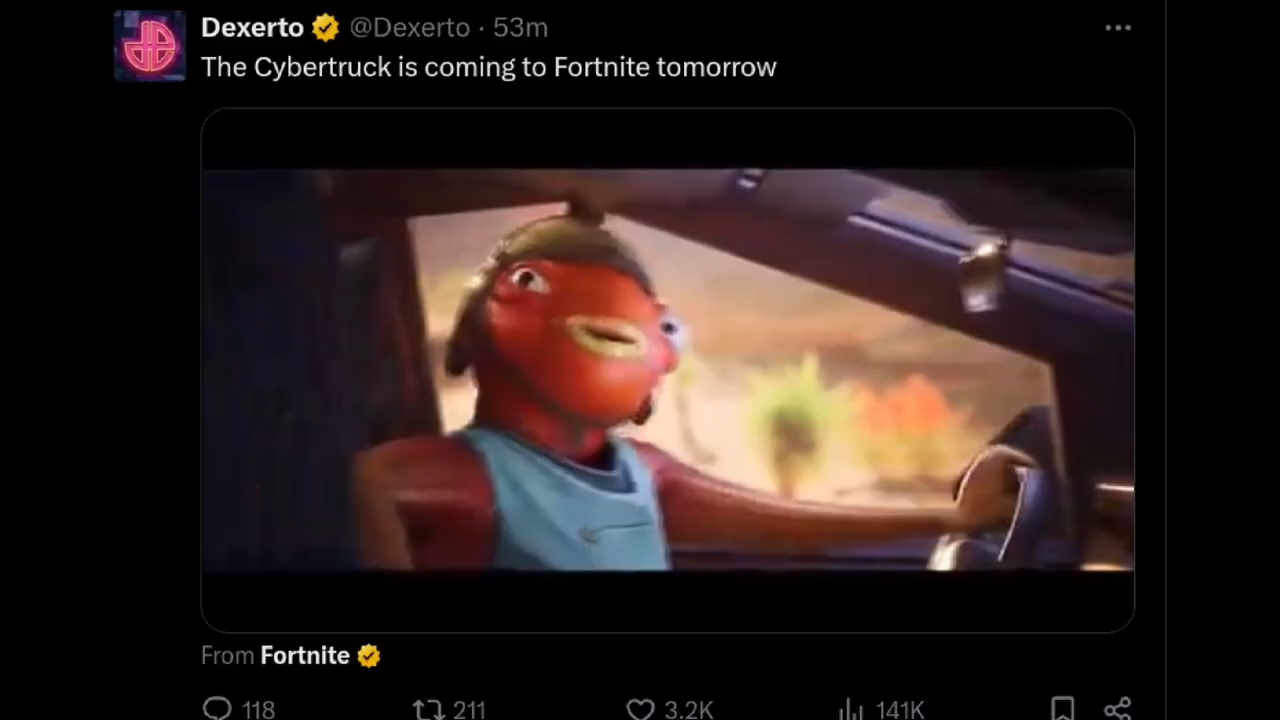 Dexerto @Dexerto · 53m
The Cybertruck is coming to Fortnite tomorrow
From Fortnite
118 211 3.2K 141K